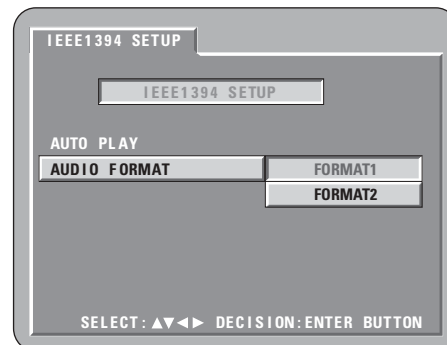 IEEE1394 SETUP
IEEE1394 SETUP
AUTO PLAY
AUDIO FORMAT FORMAT1
FORMAT2
SELECT:▲▼◀▶ DECISION:ENTER BUTTON